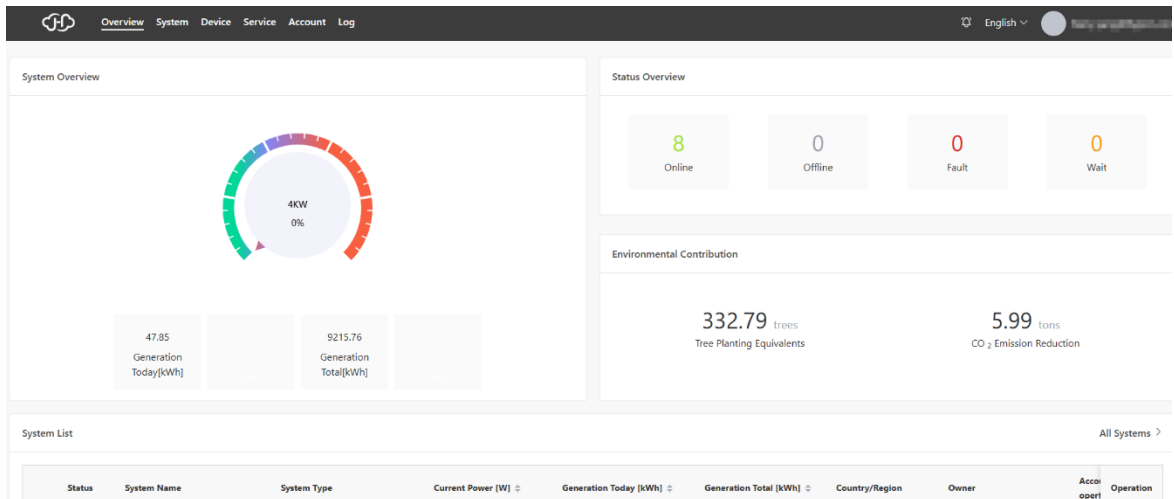 Overview System Device Service Account Log
English
System Overview
4KW
0%
47.85
Generation
Today[kWh]
9215.76
Generation
Total[kWh]
Status Overview
8
Online
0
Offline
0
Fault
0
Wait
Environmental Contribution
332.79 trees
Tree Planting Equivalents
5.99 tons
CO 2 Emission Reduction
System List
All Systems >
Status System Name System Type Current Power [W] Generation Today [kWh] Generation Total [kWh] Country/Region Owner Operation